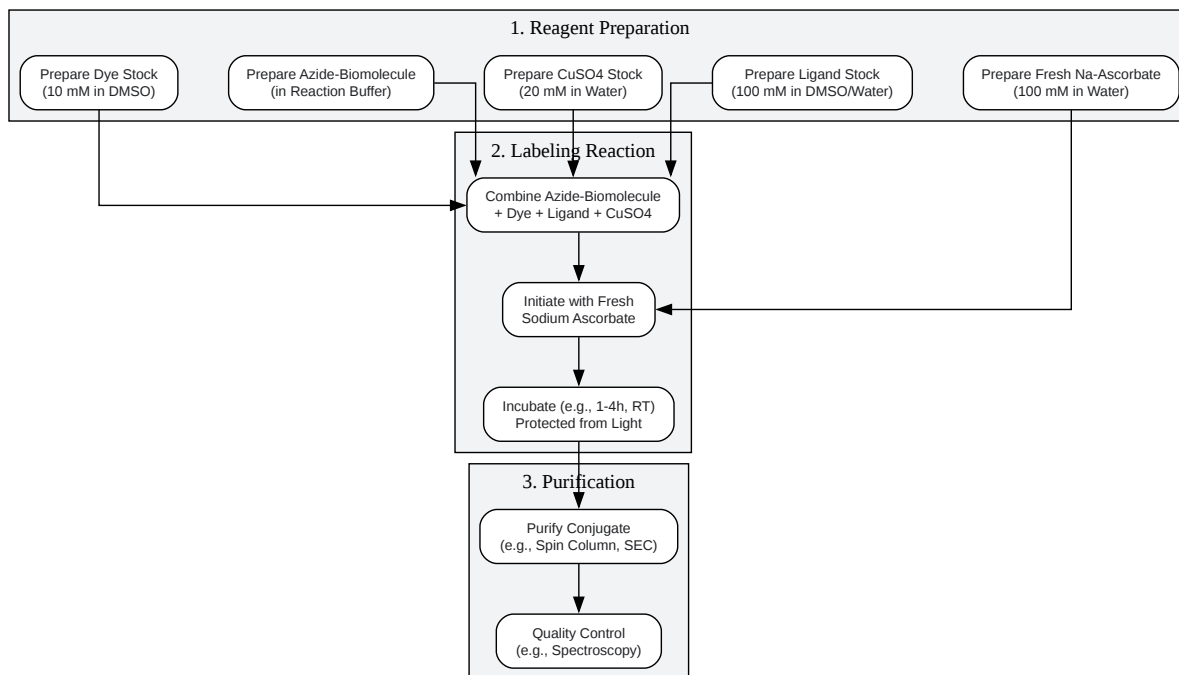 1. Reagent Preparation
Prepare Dye Stock
(10 mM in DMSO)
Prepare Azide-Biomolecule
(in Reaction Buffer)
Prepare CuSO4 Stock
(20 mM in Water)
Prepare Ligand Stock
(100 mM in DMSO/Water)
Prepare Fresh Na-Ascorbate
(100 mM in Water)
2. Labeling Reaction
Combine Azide-Biomolecule
+ Dye + Ligand + CuSO4
Initiate with Fresh
Sodium Ascorbate
Incubate (e.g., 1-4h, RT)
Protected from Light
3. Purification
Purify Conjugate
(e.g., Spin Column, SEC)
Quality Control
(e.g., Spectroscopy)